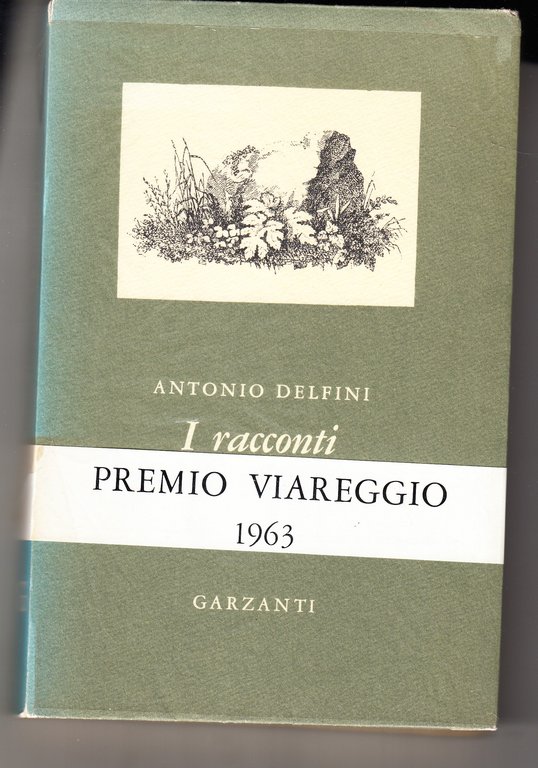 ANTONIO DELFINI
I racconti
PREMIO VIAREGGIO
1963
GARZANTI